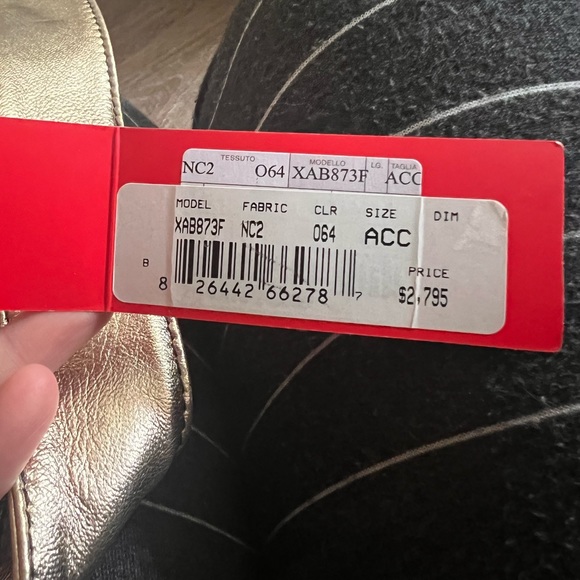 TESSUTO MODELLO LG. TAGLIA
NC2 O64 XAB873F ACC
MODEL FABRIC CLR SIZE DIM
XAB873F NC2 064 ACC
B PRICE
8 26442 66278 7 $2,795